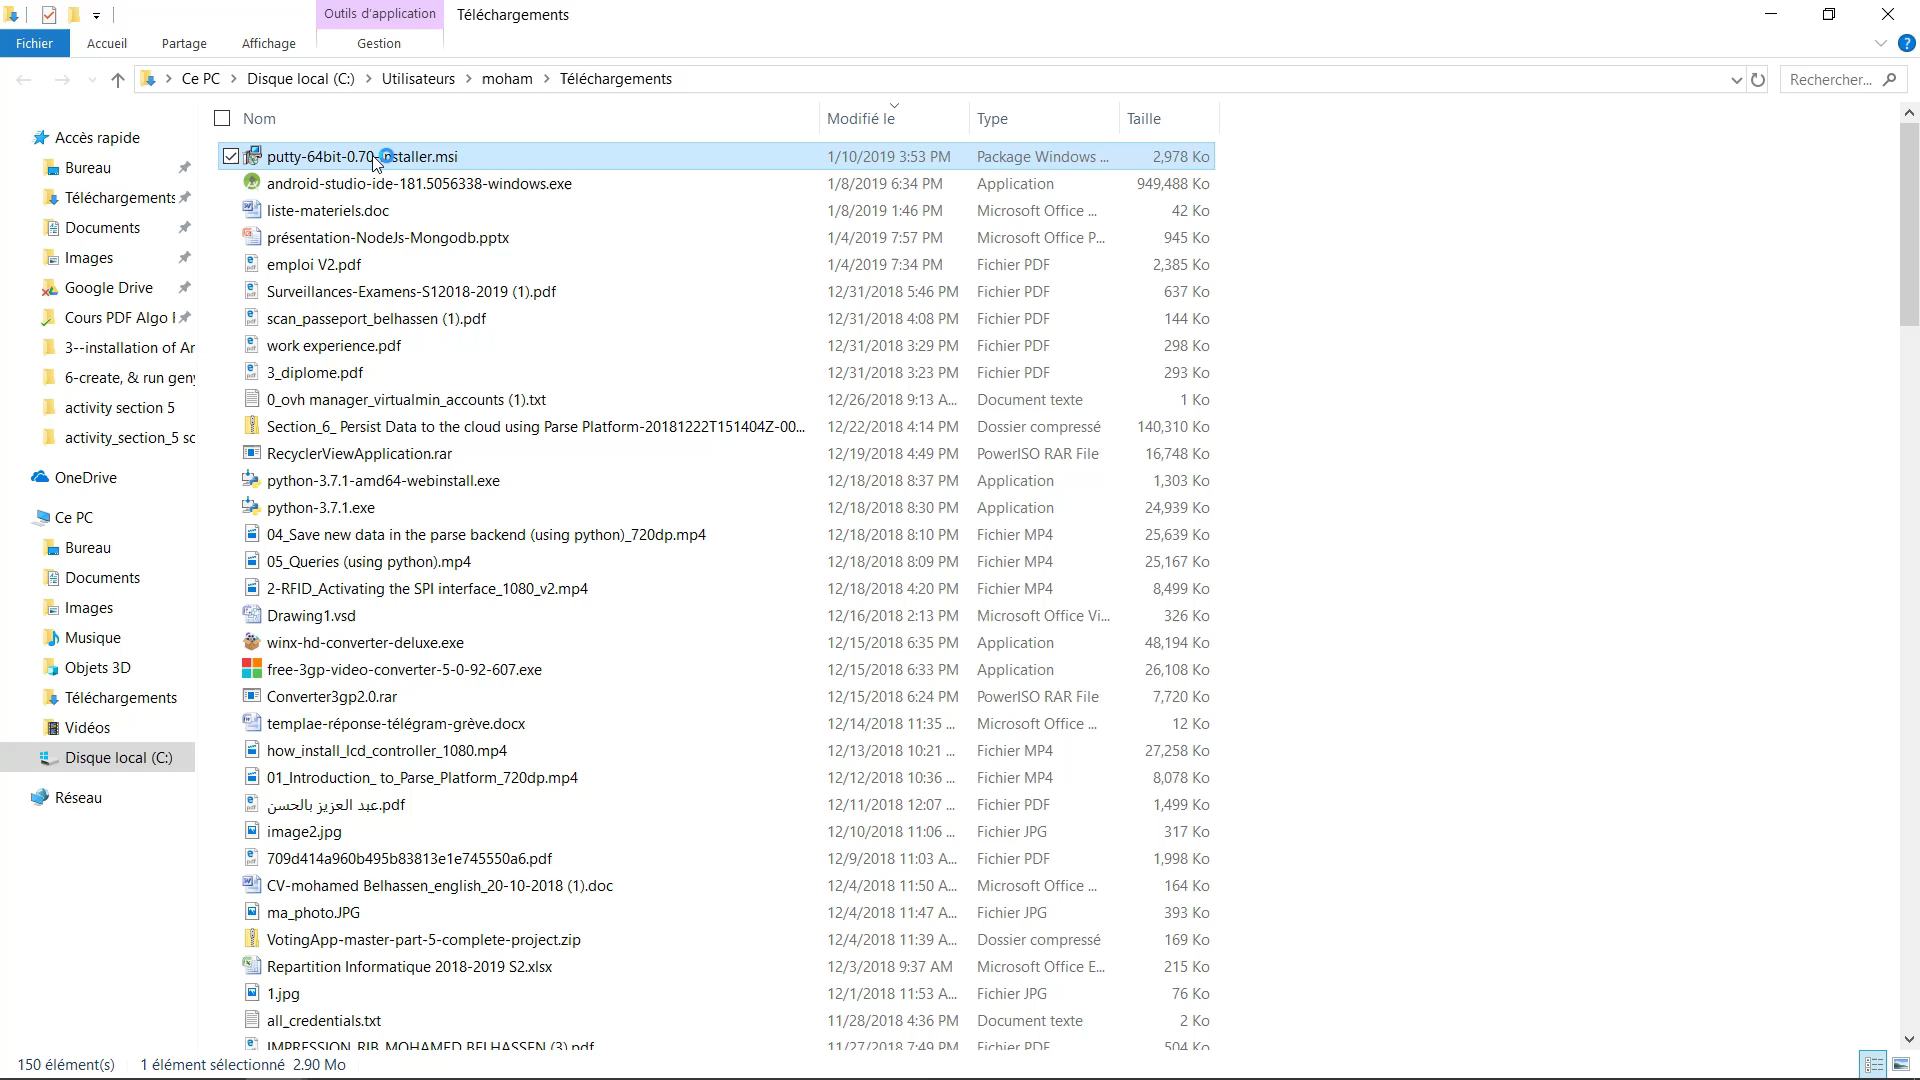 Outils d'application
Téléchargements
Fichier
Accueil
Partage
Affichage
Gestion
Ce PC
Disque local (C:)
Utilisateurs
moham
Téléchargements
Rechercher...
Nom
Modifié le
Type
Taille
Accès rapide
Bureau
Téléchargements
Documents
Images
Google Drive
Cours PDF Algo
3--installation of Ar
6-create, & run geny
activity section 5
activity_section_5 sc
OneDrive
Ce PC
Bureau
Documents
Images
Musique
Objets 3D
Téléchargements
Vidéos
Disque local (C:)
Réseau
putty-64bit-0.70-installer.msi 1/10/2019 3:53 PM Package Windows ... 2,978 Ko
android-studio-ide-181.5056338-windows.exe 1/8/2019 6:34 PM Application 949,488 Ko
liste-materiels.doc 1/8/2019 1:46 PM Microsoft Office ... 42 Ko
présentation-NodeJs-Mongodb.pptx 1/4/2019 7:57 PM Microsoft Office P... 945 Ko
emploi V2.pdf 1/4/2019 7:34 PM Fichier PDF 2,385 Ko
Surveillances-Examens-S12018-2019 (1).pdf 12/31/2018 5:46 PM Fichier PDF 637 Ko
scan_passeport_belhassen (1).pdf 12/31/2018 4:08 PM Fichier PDF 144 Ko
work experience.pdf 12/31/2018 3:29 PM Fichier PDF 298 Ko
3_diplome.pdf 12/31/2018 3:23 PM Fichier PDF 293 Ko
0_ovh manager_virtualmin_accounts (1).txt 12/26/2018 9:13 A... Document texte 1 Ko
Section_6_ Persist Data to the cloud using Parse Platform-20181222T151404Z-00... 12/22/2018 4:14 PM Dossier compressé 140,310 Ko
RecyclerViewApplication.rar 12/19/2018 4:49 PM PowerISO RAR File 16,748 Ko
python-3.7.1-amd64-webinstall.exe 12/18/2018 8:37 PM Application 1,303 Ko
python-3.7.1.exe 12/18/2018 8:30 PM Application 24,939 Ko
04_Save new data in the parse backend (using python)_720dp.mp4 12/18/2018 8:10 PM Fichier MP4 25,639 Ko
05_Queries (using python).mp4 12/18/2018 8:09 PM Fichier MP4 25,167 Ko
2-RFID_Activating the SPI interface_1080_v2.mp4 12/18/2018 4:20 PM Fichier MP4 8,499 Ko
Drawing1.vsd 12/16/2018 2:13 PM Microsoft Office Vi... 326 Ko
winx-hd-converter-deluxe.exe 12/15/2018 6:35 PM Application 48,194 Ko
free-3gp-video-converter-5-0-92-607.exe 12/15/2018 6:33 PM Application 26,108 Ko
Converter3gp2.0.rar 12/15/2018 6:24 PM PowerISO RAR File 7,720 Ko
templae-réponse-télégram-grève.docx 12/14/2018 11:35 ... Microsoft Office ... 12 Ko
how_install_lcd_controller_1080.mp4 12/13/2018 10:21 ... Fichier MP4 27,258 Ko
01_Introduction_ to_Parse_Platform_720dp.mp4 12/12/2018 10:36 ... Fichier MP4 8,078 Ko
عبد العزيز بالحسن.pdf 12/11/2018 12:07 ... Fichier PDF 1,499 Ko
image2.jpg 12/10/2018 11:06 ... Fichier JPG 317 Ko
709d414a960b495b83813e1e745550a6.pdf 12/9/2018 11:03 A... Fichier PDF 1,998 Ko
CV-mohamed Belhassen_english_20-10-2018 (1).doc 12/4/2018 11:50 A... Microsoft Office ... 164 Ko
ma_photo.JPG 12/4/2018 11:47 A... Fichier JPG 393 Ko
VotingApp-master-part-5-complete-project.zip 12/4/2018 11:39 A... Dossier compressé 169 Ko
Repartition Informatique 2018-2019 S2.xlsx 12/3/2018 9:37 AM Microsoft Office E... 215 Ko
1.jpg 12/1/2018 11:53 A... Fichier JPG 76 Ko
all_credentials.txt 11/28/2018 4:36 PM Document texte 2 Ko
IMPRESSION_RIB_MOHAMED BELHASSEN (3).pdf 11/27/2018 7:49 PM Fichier PDF 504 Ko
150 élément(s) 1 élément sélectionné 2.90 Mo